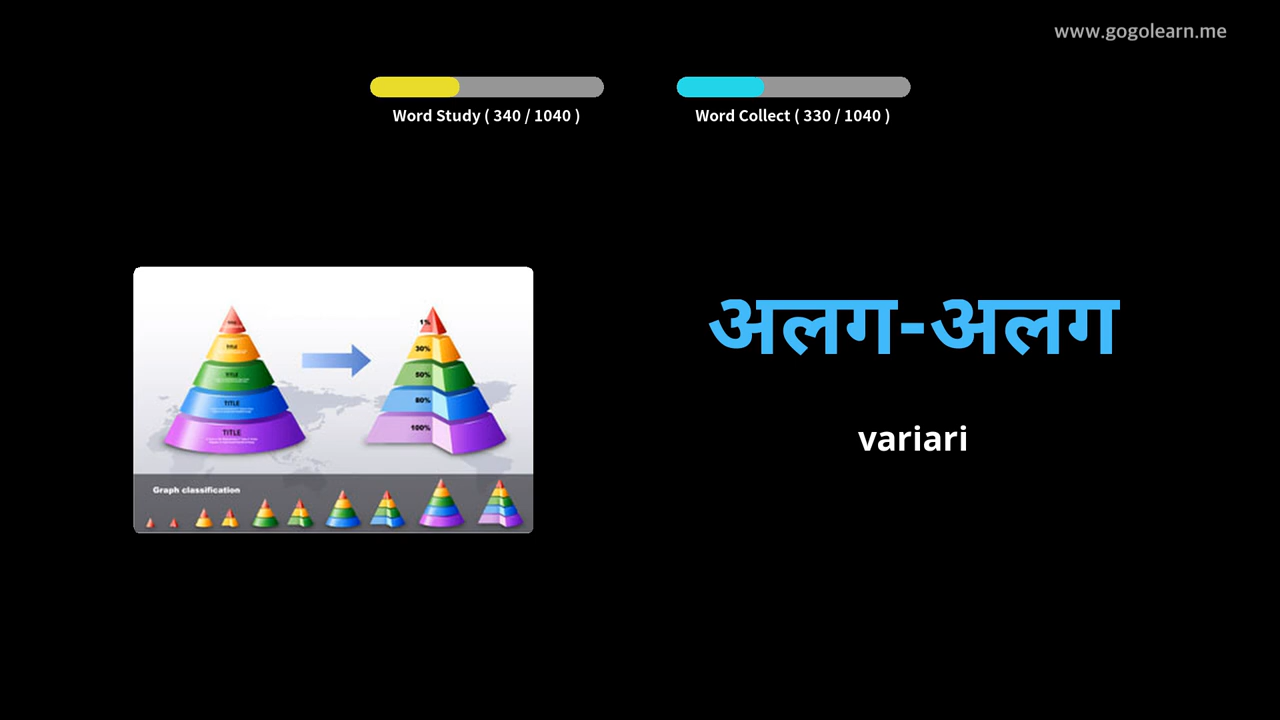 www.gogolearn.me
Word Study ( 340 / 1040 )
Word Collect ( 330 / 1040 )
अलग-अलग
variari
TITLE
TITLE
TITLE
TITLE
1%
30%
50%
80%
100%
Graph classification